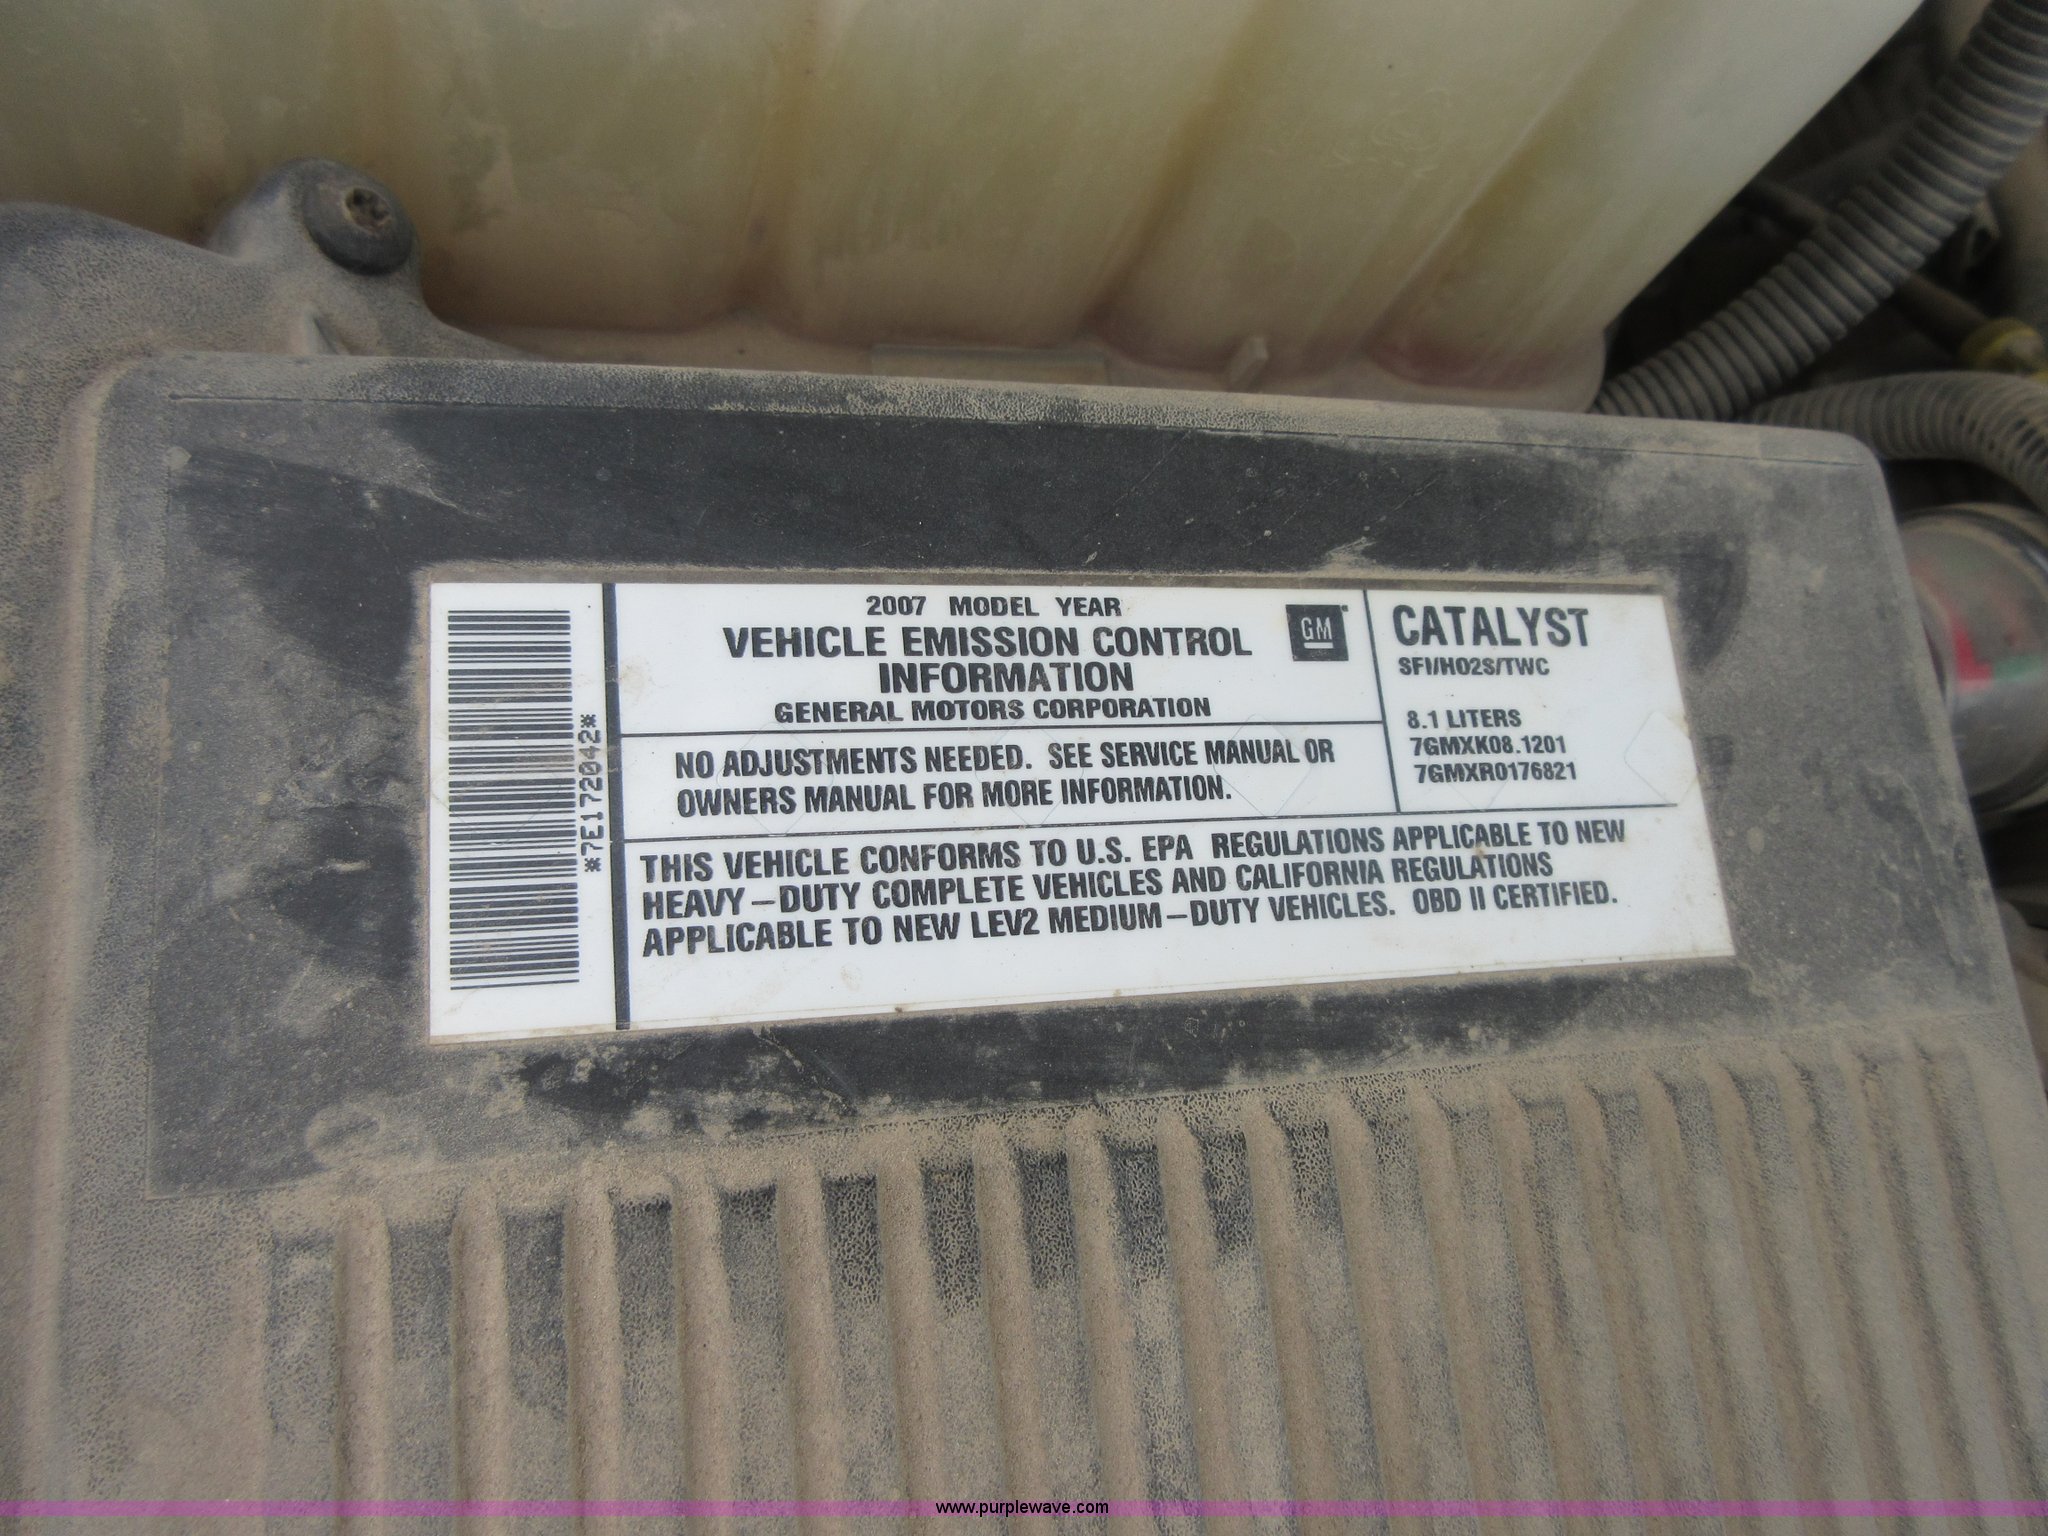 *7E172042*
2007 MODEL YEAR
VEHICLE EMISSION CONTROL
INFORMATION
GENERAL MOTORS CORPORATION
GM
CATALYST
SFI/HO2S/TWC
8.1 LITERS
7GMXK08.1201
7GMXR0176821
NO ADJUSTMENTS NEEDED. SEE SERVICE MANUAL OR
OWNERS MANUAL FOR MORE INFORMATION.
THIS VEHICLE CONFORMS TO U.S. EPA REGULATIONS APPLICABLE TO NEW
HEAVY-DUTY COMPLETE VEHICLES AND CALIFORNIA REGULATIONS
APPLICABLE TO NEW LEV2 MEDIUM-DUTY VEHICLES. OBD II CERTIFIED.
www.purplewave.com